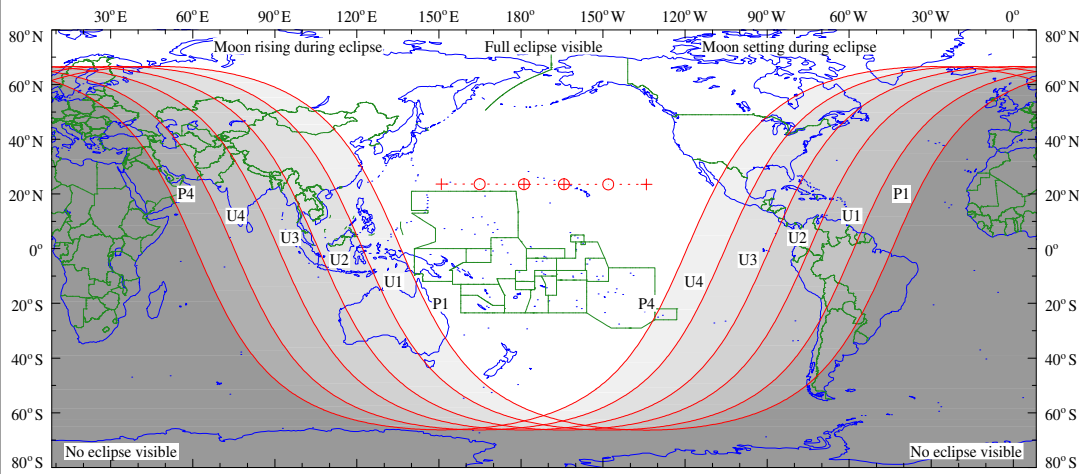 30° E 60° E 90° E 120° E 150° E 180° 150° W 120° W 90° W 60° W 30° W 0°
80° N 80° N
Moon rising during eclipse Full eclipse visible Moon setting during eclipse
60° N 60° N
40° N 40° N
20° N P4 P1 20° N
U4 U1
0° U3 U2 0°
U2 U3
U1 U4
20° S P1 P4 20° S
40° S 40° S
60° S 60° S
No eclipse visible No eclipse visible
80° S 80° S